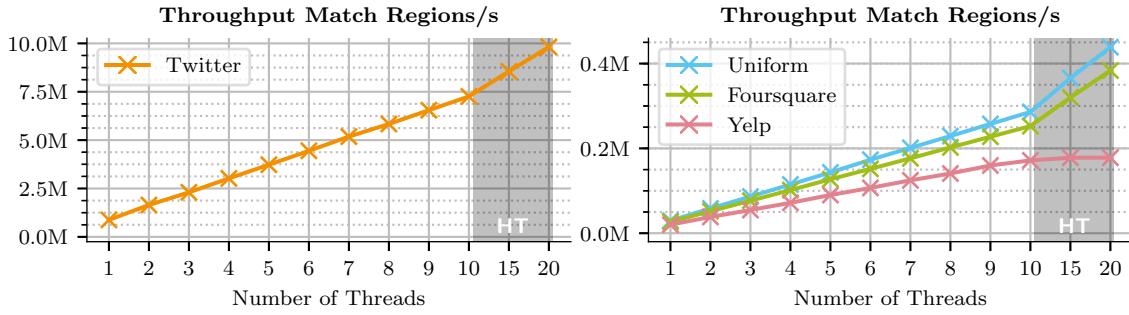 Throughput Match Regions/s
10.0M
7.5M
5.0M
2.5M
0.0M
Twitter
HT
1 2 3 4 5 6 7 8 9 10 15 20
Number of Threads
Throughput Match Regions/s
0.4M
0.2M
0.0M
Uniform
Foursquare
Yelp
HT
1 2 3 4 5 6 7 8 9 10 15 20
Number of Threads